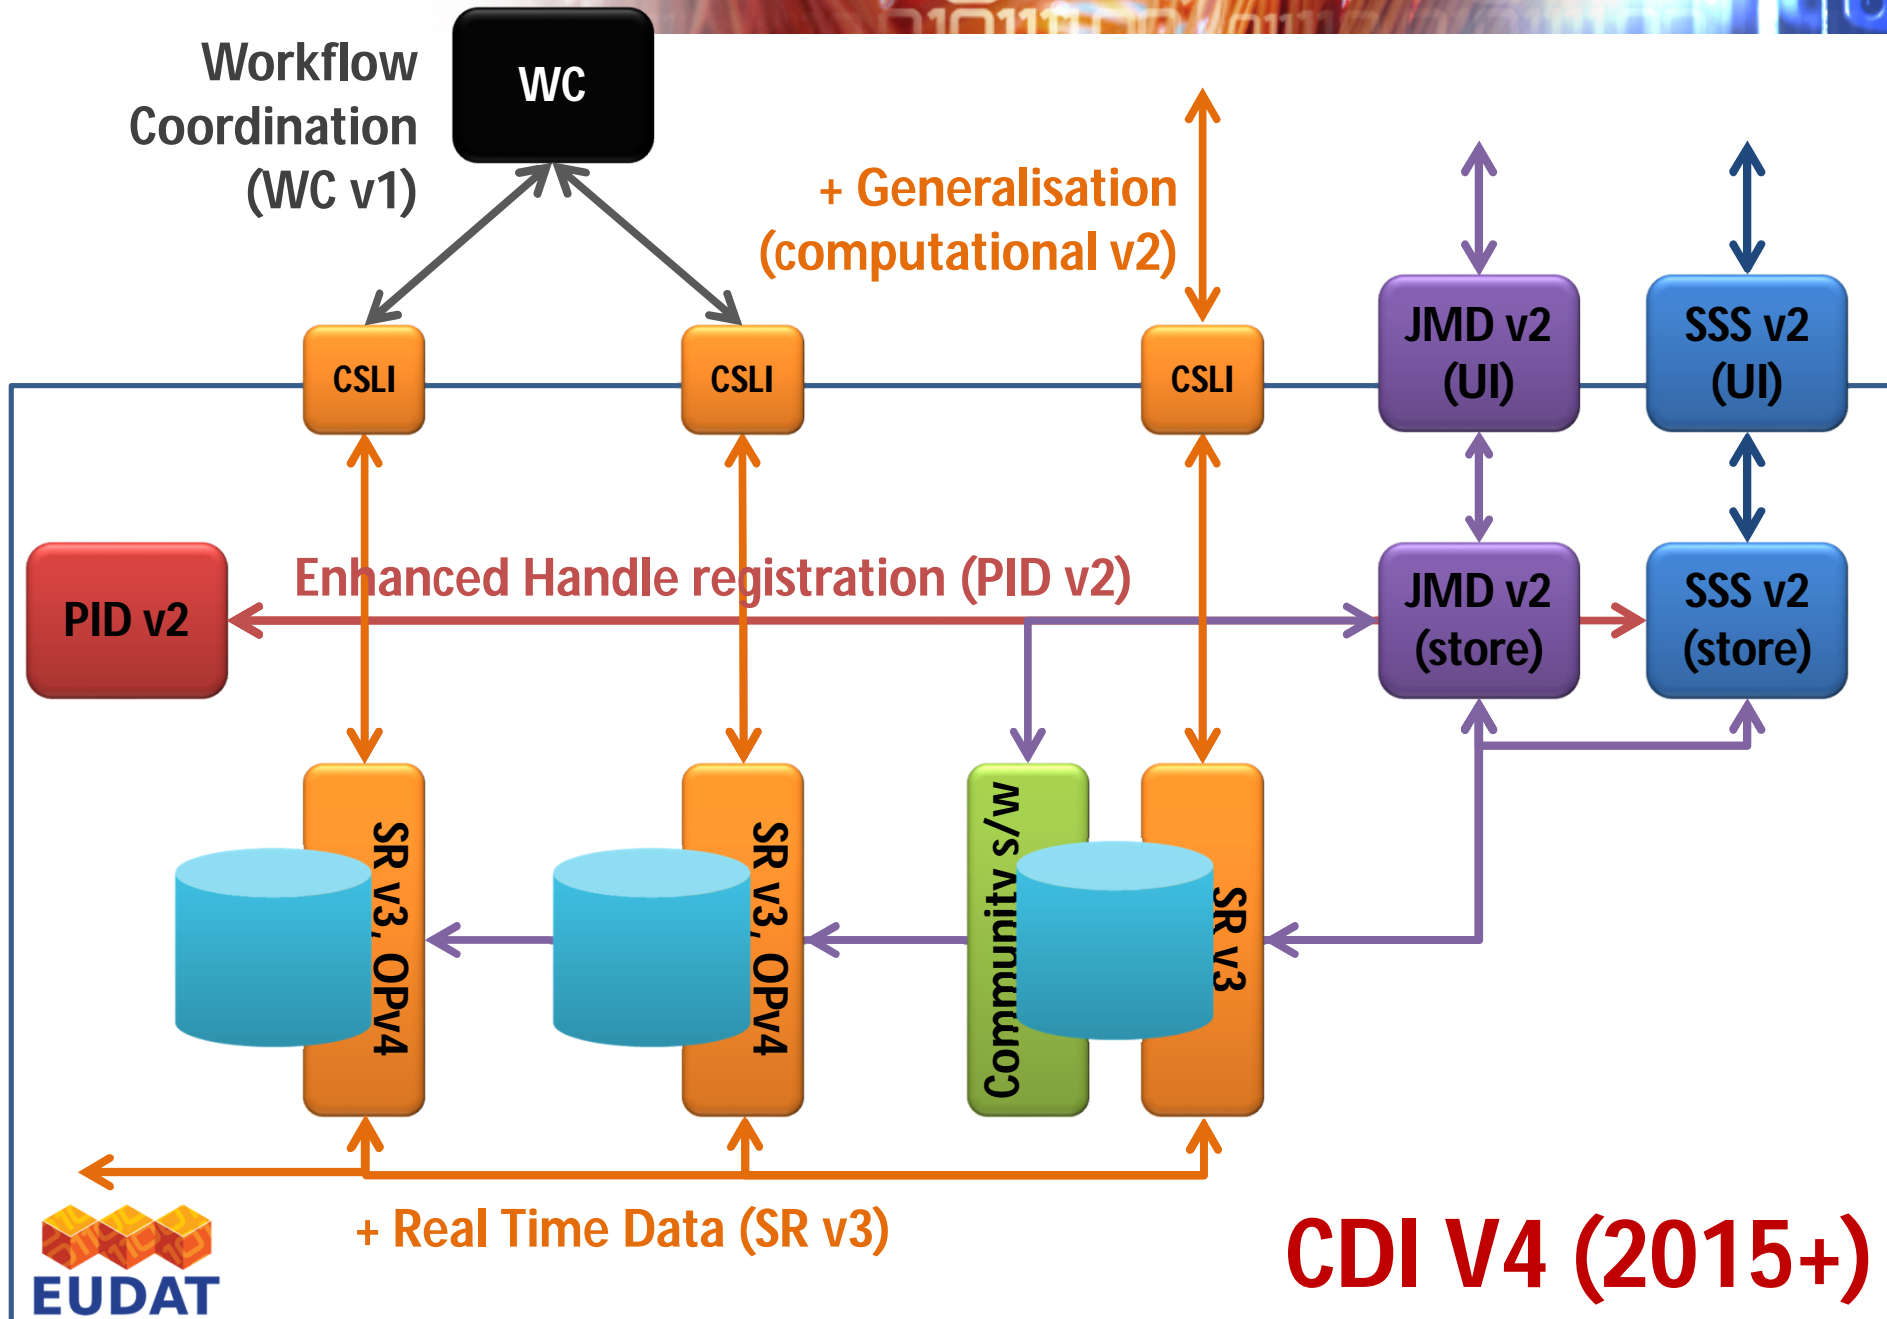 Workflow
Coordination
(WC v1)
WC
+ Generalisation
(computational v2)
CSLI
CSLI
CSLI
JMD v2
(UI)
SSS v2
(UI)
PID v2
Enhanced Handle registration (PID v2)
JMD v2
(store)
SSS v2
(store)
SR v3, OPv4
SR v3, OPv4
Community s/w
SR v3
+ Real Time Data (SR v3)
EUDAT
CDI V4 (2015+)